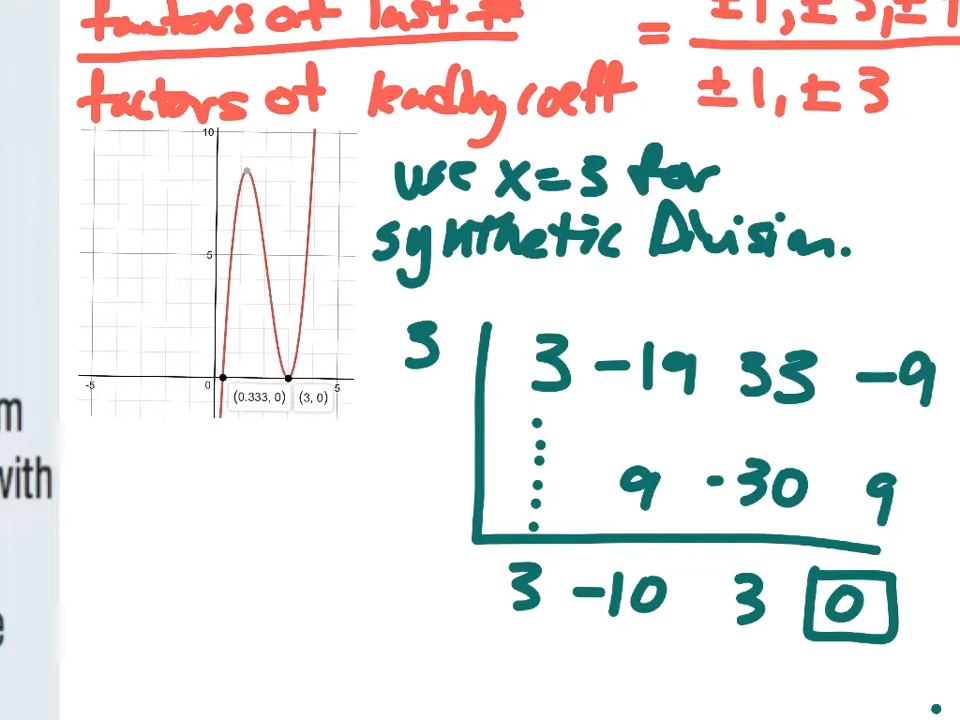 factors of last #
= ±1, ±3, ±9
factors of leading coeff
±1, ±3
10
use x=3 for
synthetic Division.
5
3 3 -19 33 -9
-5 0 5
(0.333, 0) (3, 0)
m
with
9 -30 9
3 -10 3 0
e